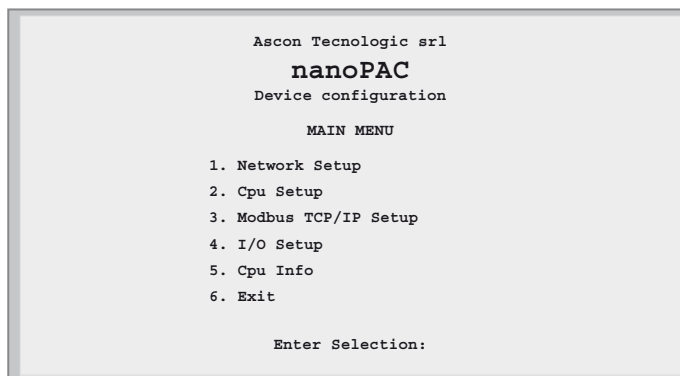 Ascon Tecnologic srl
nanoPAC
Device configuration
MAIN MENU
1. Network Setup
2. Cpu Setup
3. Modbus TCP/IP Setup
4. I/O Setup
5. Cpu Info
6. Exit
Enter Selection: